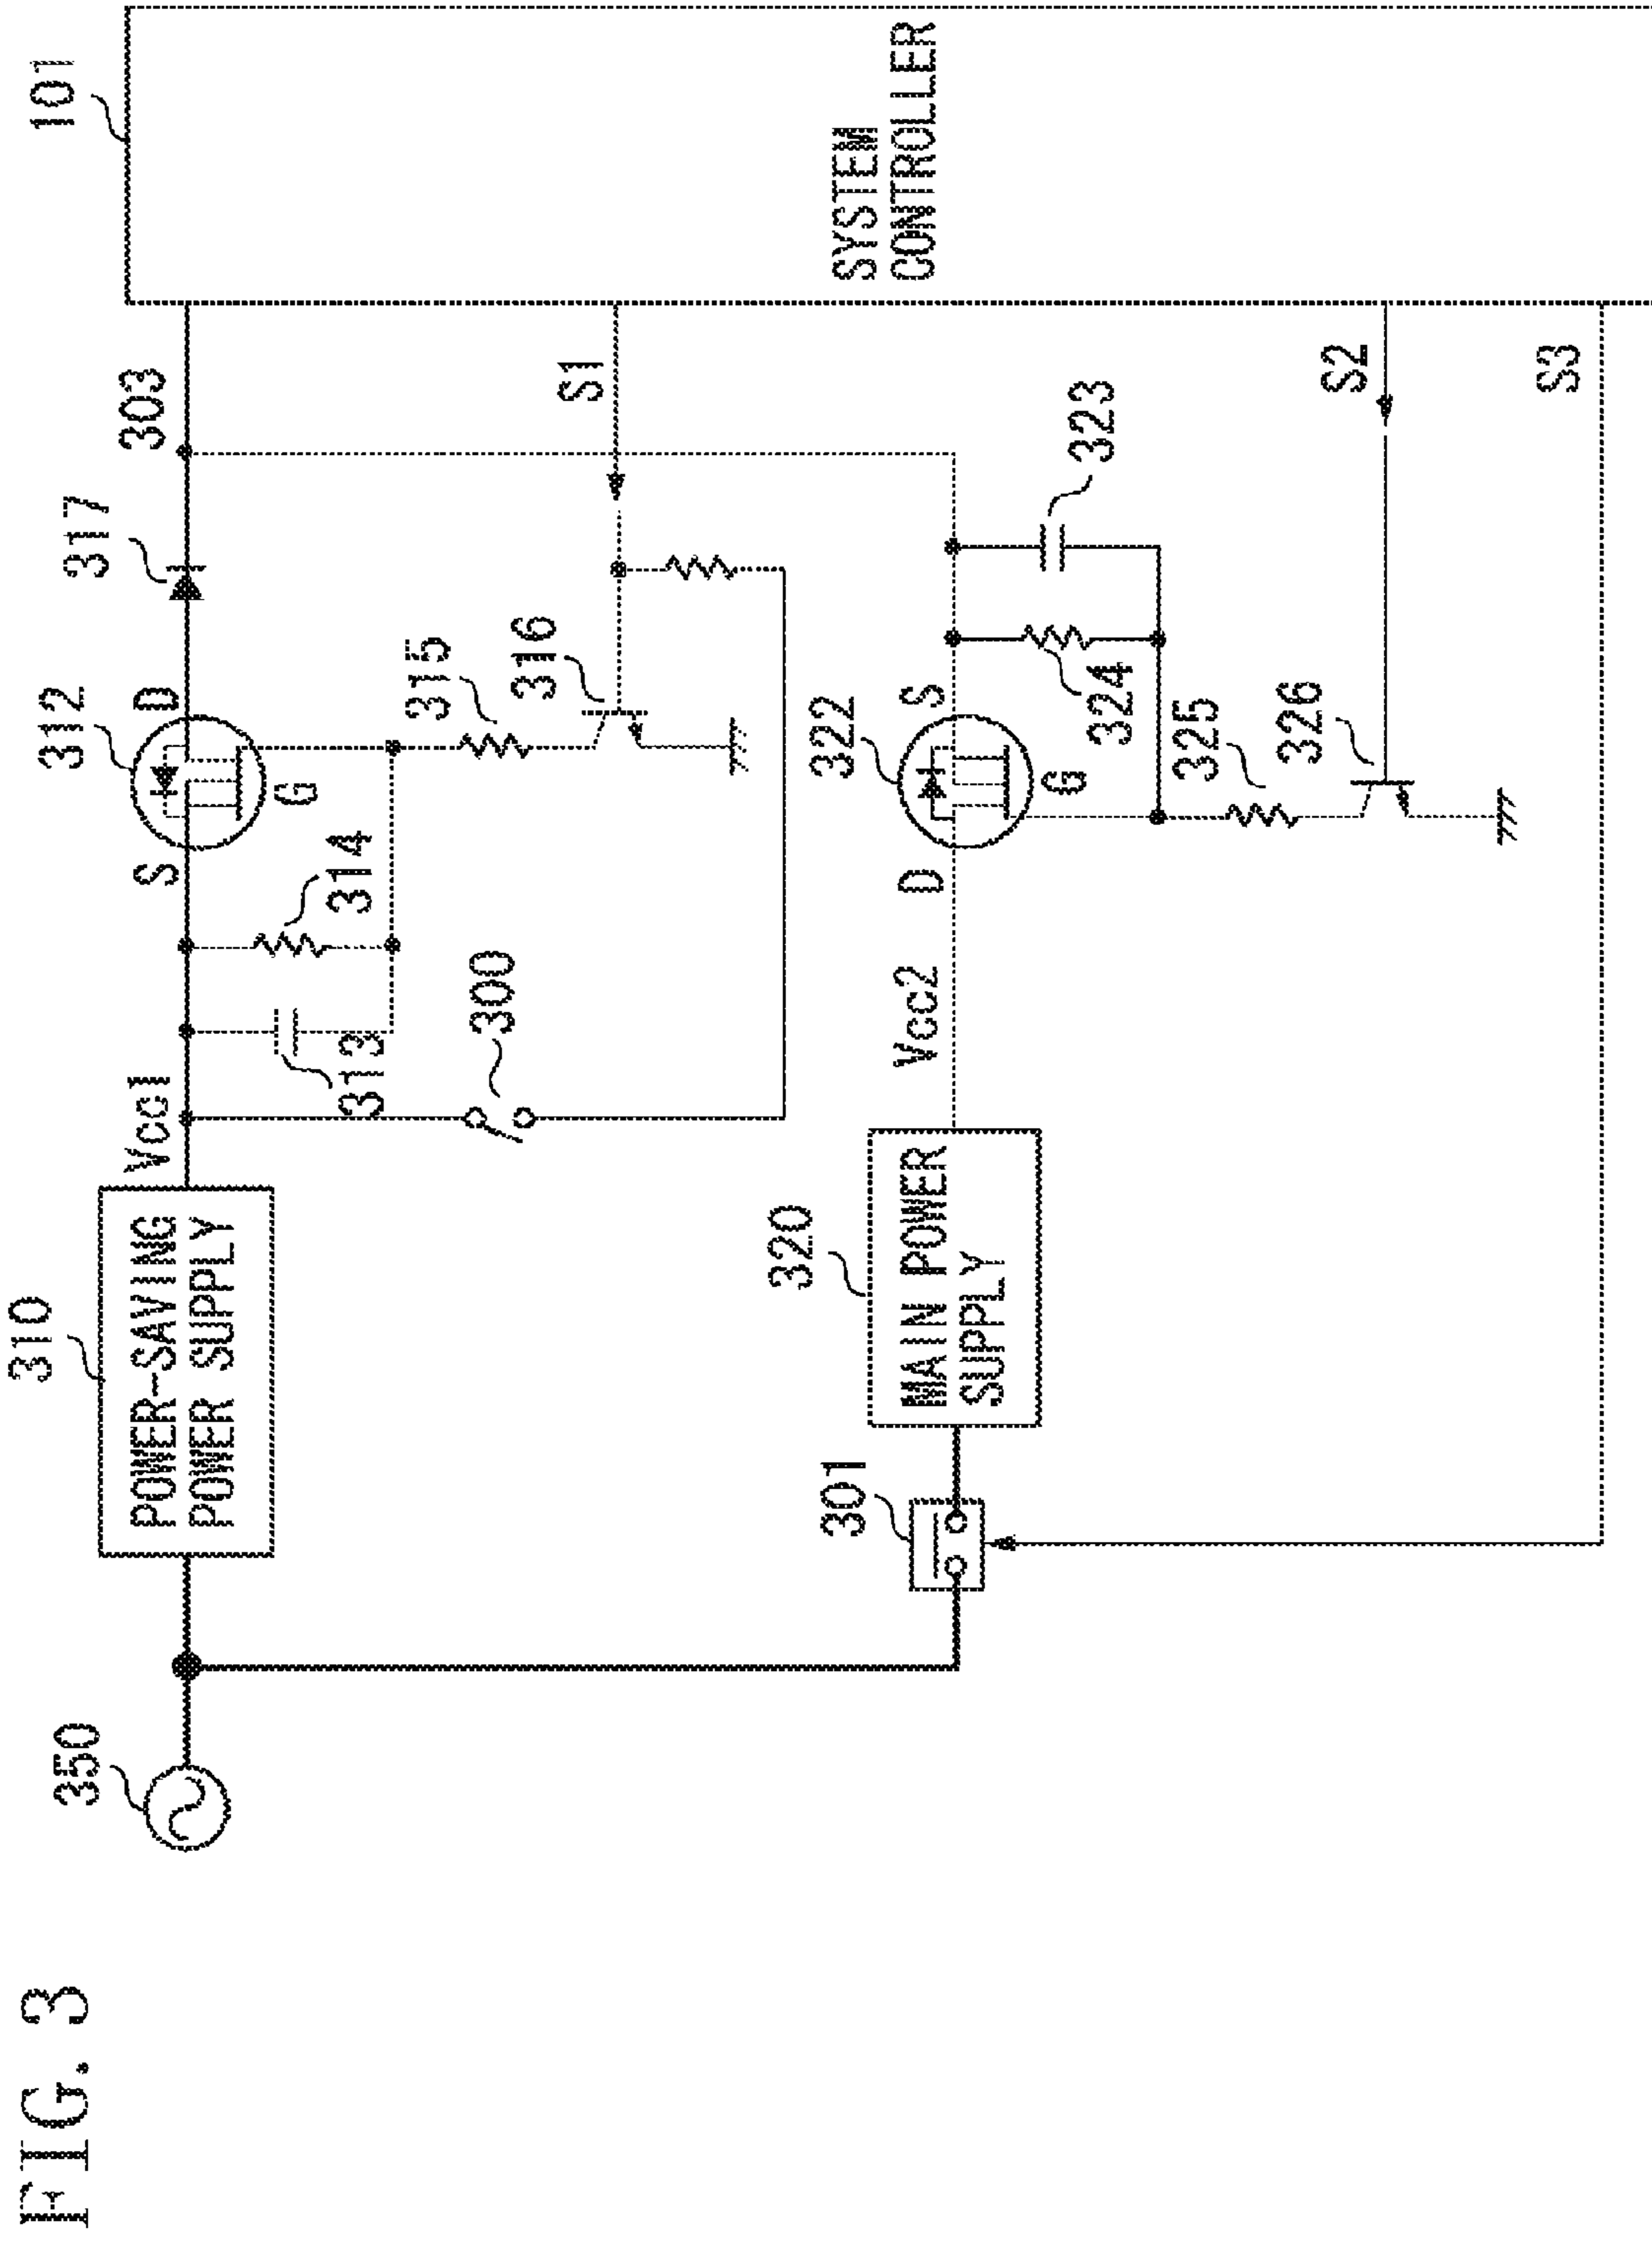 FIG. 3
350
310
POWER-SAVING
POWER SUPPLY
Vcc1
313
314
S
312
D
G
317
303
101
300
315
316
S1
SYSTEM
CONTROLLER
301
320
MAIN POWER
SUPPLY
Vcc2
D
322
S
G
324
323
325
326
S2
S3